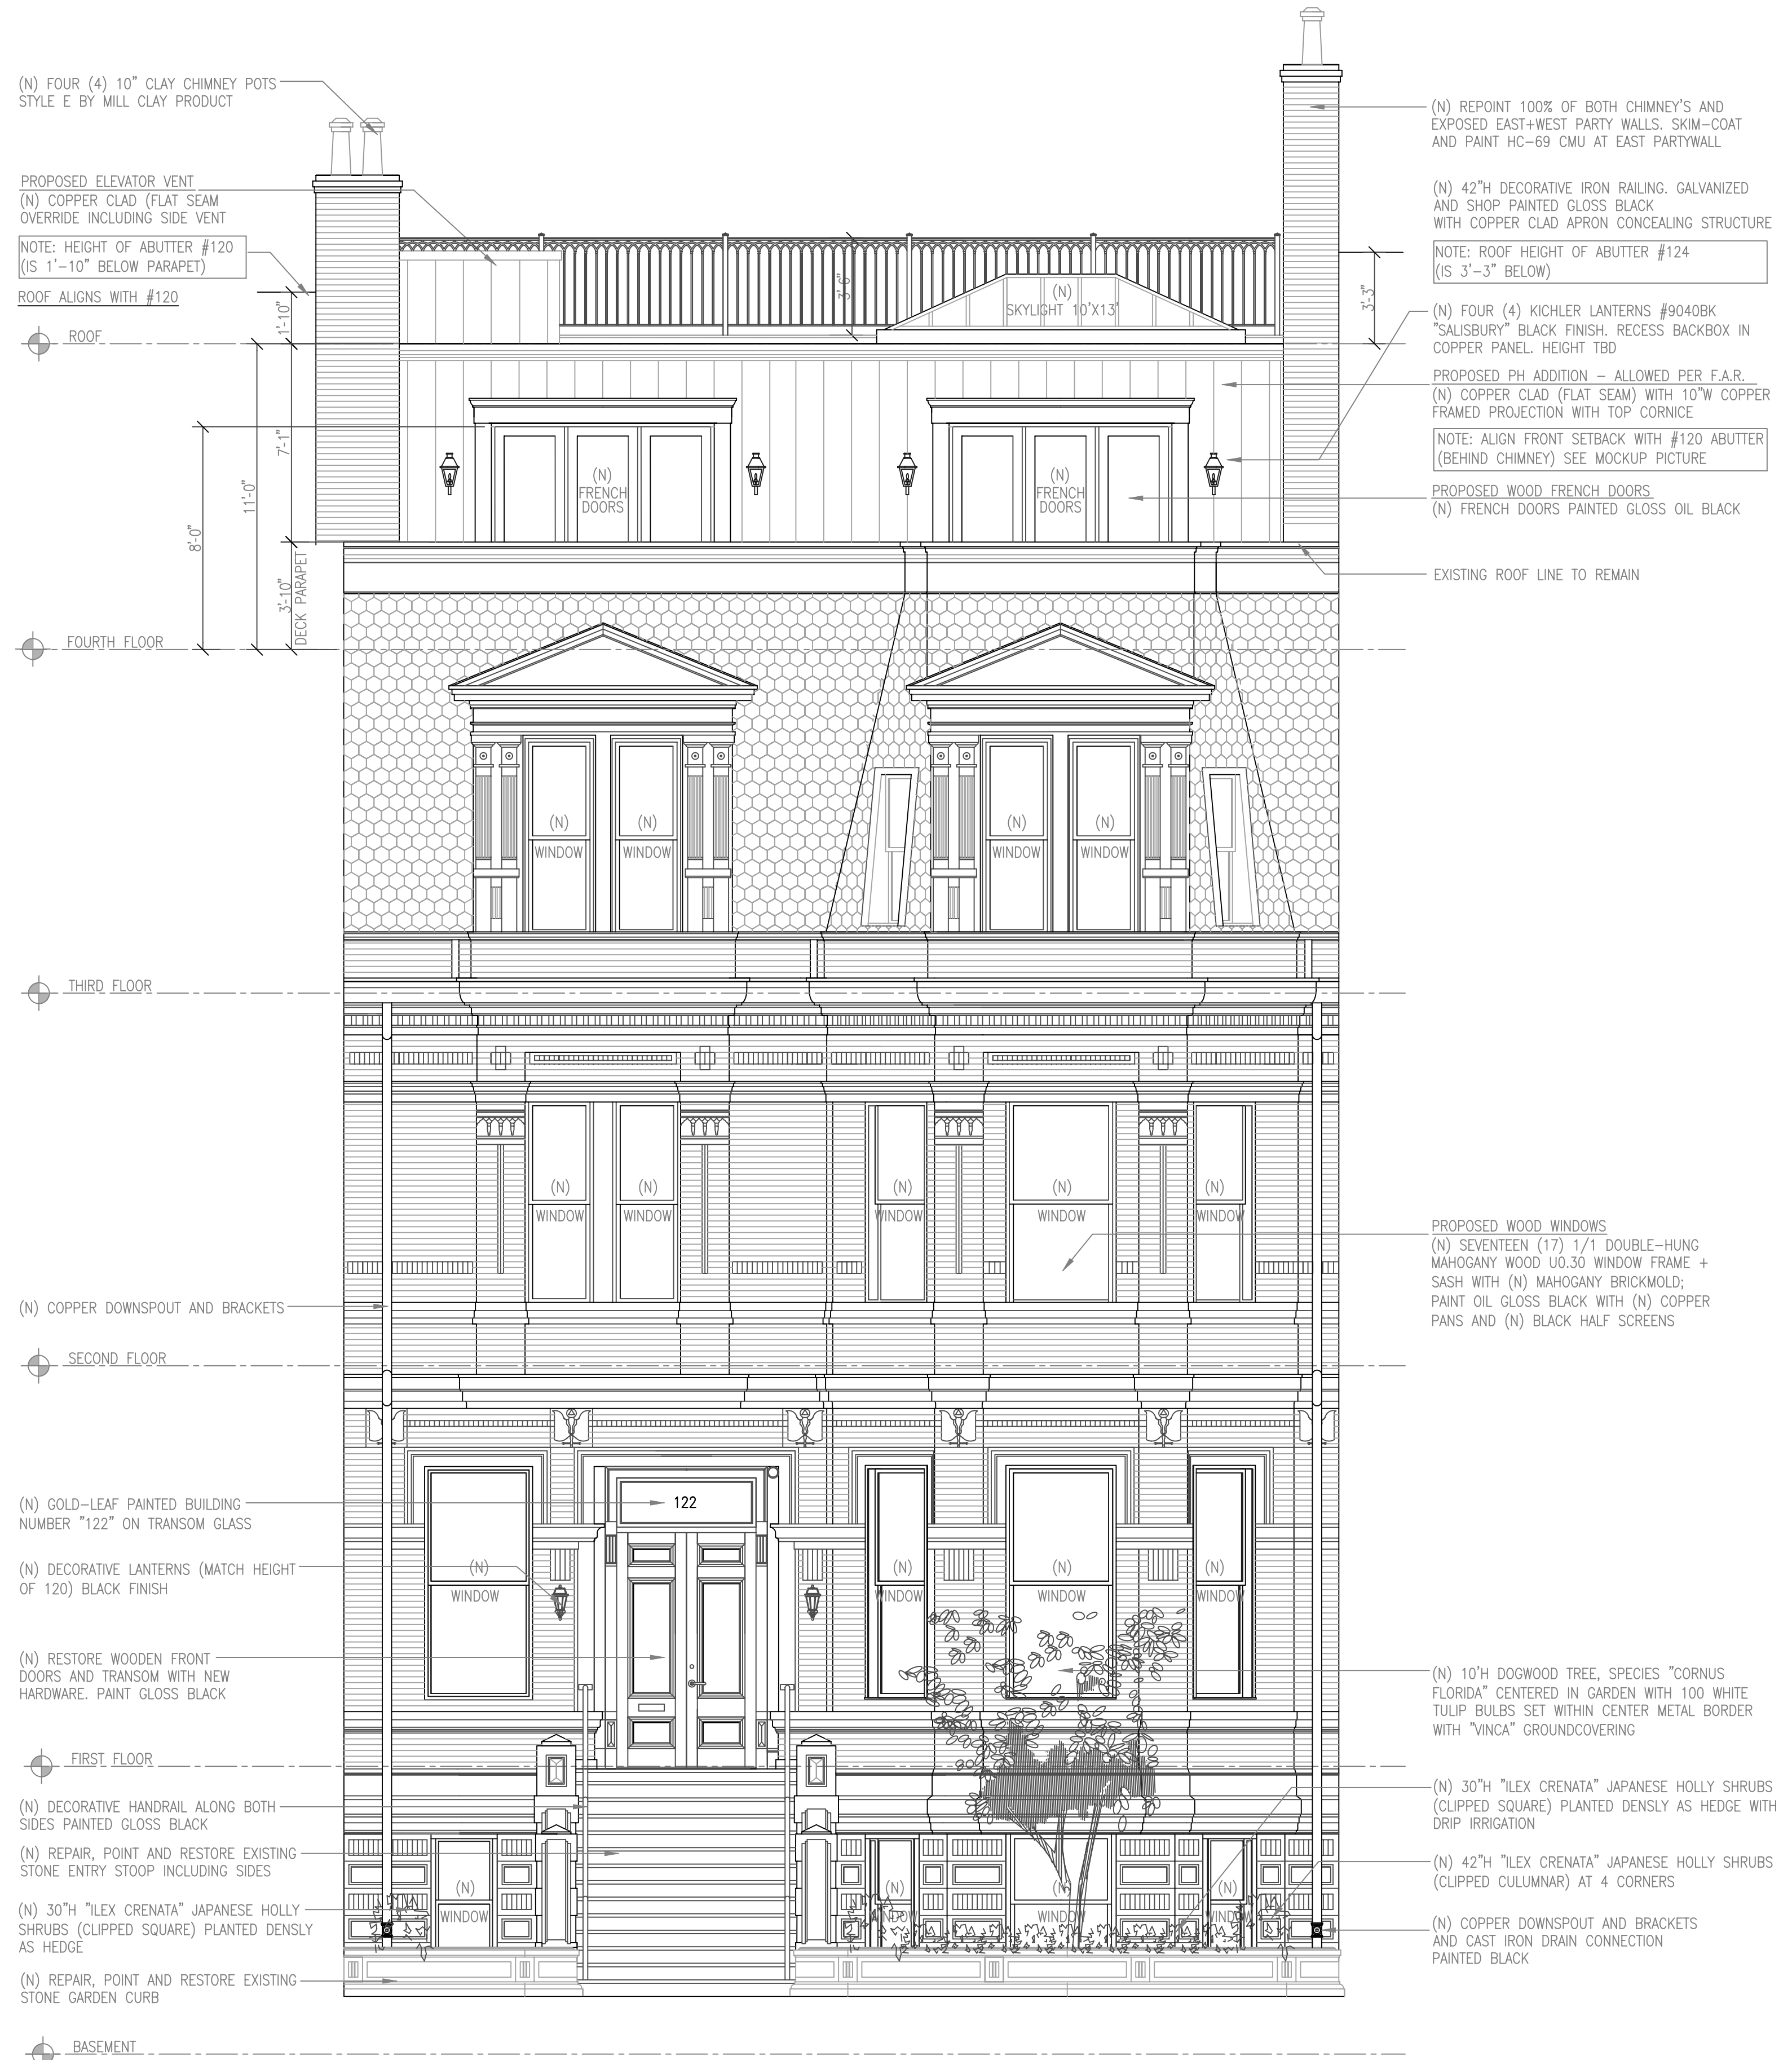 (N) FOUR (4) 10" CLAY CHIMNEY POTS
STYLE E BY MILL CLAY PRODUCT
PROPOSED ELEVATOR VENT
(N) COPPER CLAD (FLAT SEAM
OVERRIDE INCLUDING SIDE VENT
NOTE: HEIGHT OF ABUTTER #120
(IS 1'-10" BELOW PARAPET)
ROOF ALIGNS WITH #120
ROOF
1'-10"
7'-1"
11'-0"
8'-0"
3'-10"
DECK PARAPET
FOURTH FLOOR
THIRD FLOOR
(N) COPPER DOWNSPOUT AND BRACKETS
SECOND FLOOR
(N) GOLD-LEAF PAINTED BUILDING
NUMBER "122" ON TRANSOM GLASS
(N) DECORATIVE LANTERNS (MATCH HEIGHT
OF 120) BLACK FINISH
(N) RESTORE WOODEN FRONT
DOORS AND TRANSOM WITH NEW
HARDWARE. PAINT GLOSS BLACK
FIRST FLOOR
(N) DECORATIVE HANDRAIL ALONG BOTH
SIDES PAINTED GLOSS BLACK
(N) REPAIR, POINT AND RESTORE EXISTING
STONE ENTRY STOOP INCLUDING SIDES
(N) 30"H "ILEX CRENATA" JAPANESE HOLLY
SHRUBS (CLIPPED SQUARE) PLANTED DENSLY
AS HEDGE
(N) REPAIR, POINT AND RESTORE EXISTING
STONE GARDEN CURB
BASEMENT
3'-6"
(N)
SKYLIGHT 10'X13'
3'-3"
(N)
FRENCH
DOORS
(N)
FRENCH
DOORS
(N)
WINDOW
(N)
WINDOW
(N)
WINDOW
(N)
WINDOW
(N)
WINDOW
(N)
WINDOW
(N)
WINDOW
(N)
WINDOW
(N)
WINDOW
122
(N)
WINDOW
(N)
WINDOW
(N)
WINDOW
(N)
WINDOW
(N)
WINDOW
(N)
WINDOW
(N)
WINDOW
(N)
WINDOW
(N) REPOINT 100% OF BOTH CHIMNEY'S AND
EXPOSED EAST+WEST PARTY WALLS. SKIM-COAT
AND PAINT HC-69 CMU AT EAST PARTYWALL
(N) 42"H DECORATIVE IRON RAILING. GALVANIZED
AND SHOP PAINTED GLOSS BLACK
WITH COPPER CLAD APRON CONCEALING STRUCTURE
NOTE: ROOF HEIGHT OF ABUTTER #124
(IS 3'-3" BELOW)
(N) FOUR (4) KICHLER LANTERNS #9040BK
"SALISBURY" BLACK FINISH. RECESS BACKBOX IN
COPPER PANEL. HEIGHT TBD
PROPOSED PH ADDITION - ALLOWED PER F.A.R.
(N) COPPER CLAD (FLAT SEAM) WITH 10"W COPPER
FRAMED PROJECTION WITH TOP CORNICE
NOTE: ALIGN FRONT SETBACK WITH #120 ABUTTER
(BEHIND CHIMNEY) SEE MOCKUP PICTURE
PROPOSED WOOD FRENCH DOORS
(N) FRENCH DOORS PAINTED GLOSS OIL BLACK
EXISTING ROOF LINE TO REMAIN
PROPOSED WOOD WINDOWS
(N) SEVENTEEN (17) 1/1 DOUBLE-HUNG
MAHOGANY WOOD U0.30 WINDOW FRAME +
SASH WITH (N) MAHOGANY BRICKMOLD;
PAINT OIL GLOSS BLACK WITH (N) COPPER
PANS AND (N) BLACK HALF SCREENS
(N) 10'H DOGWOOD TREE, SPECIES "CORNUS
FLORIDA" CENTERED IN GARDEN WITH 100 WHITE
TULIP BULBS SET WITHIN CENTER METAL BORDER
WITH "VINCA" GROUNDCOVERING
(N) 30"H "ILEX CRENATA" JAPANESE HOLLY SHRUBS
(CLIPPED SQUARE) PLANTED DENSLY AS HEDGE WITH
DRIP IRRIGATION
(N) 42"H "ILEX CRENATA" JAPANESE HOLLY SHRUBS
(CLIPPED CULUMNAR) AT 4 CORNERS
(N) COPPER DOWNSPOUT AND BRACKETS
AND CAST IRON DRAIN CONNECTION
PAINTED BLACK